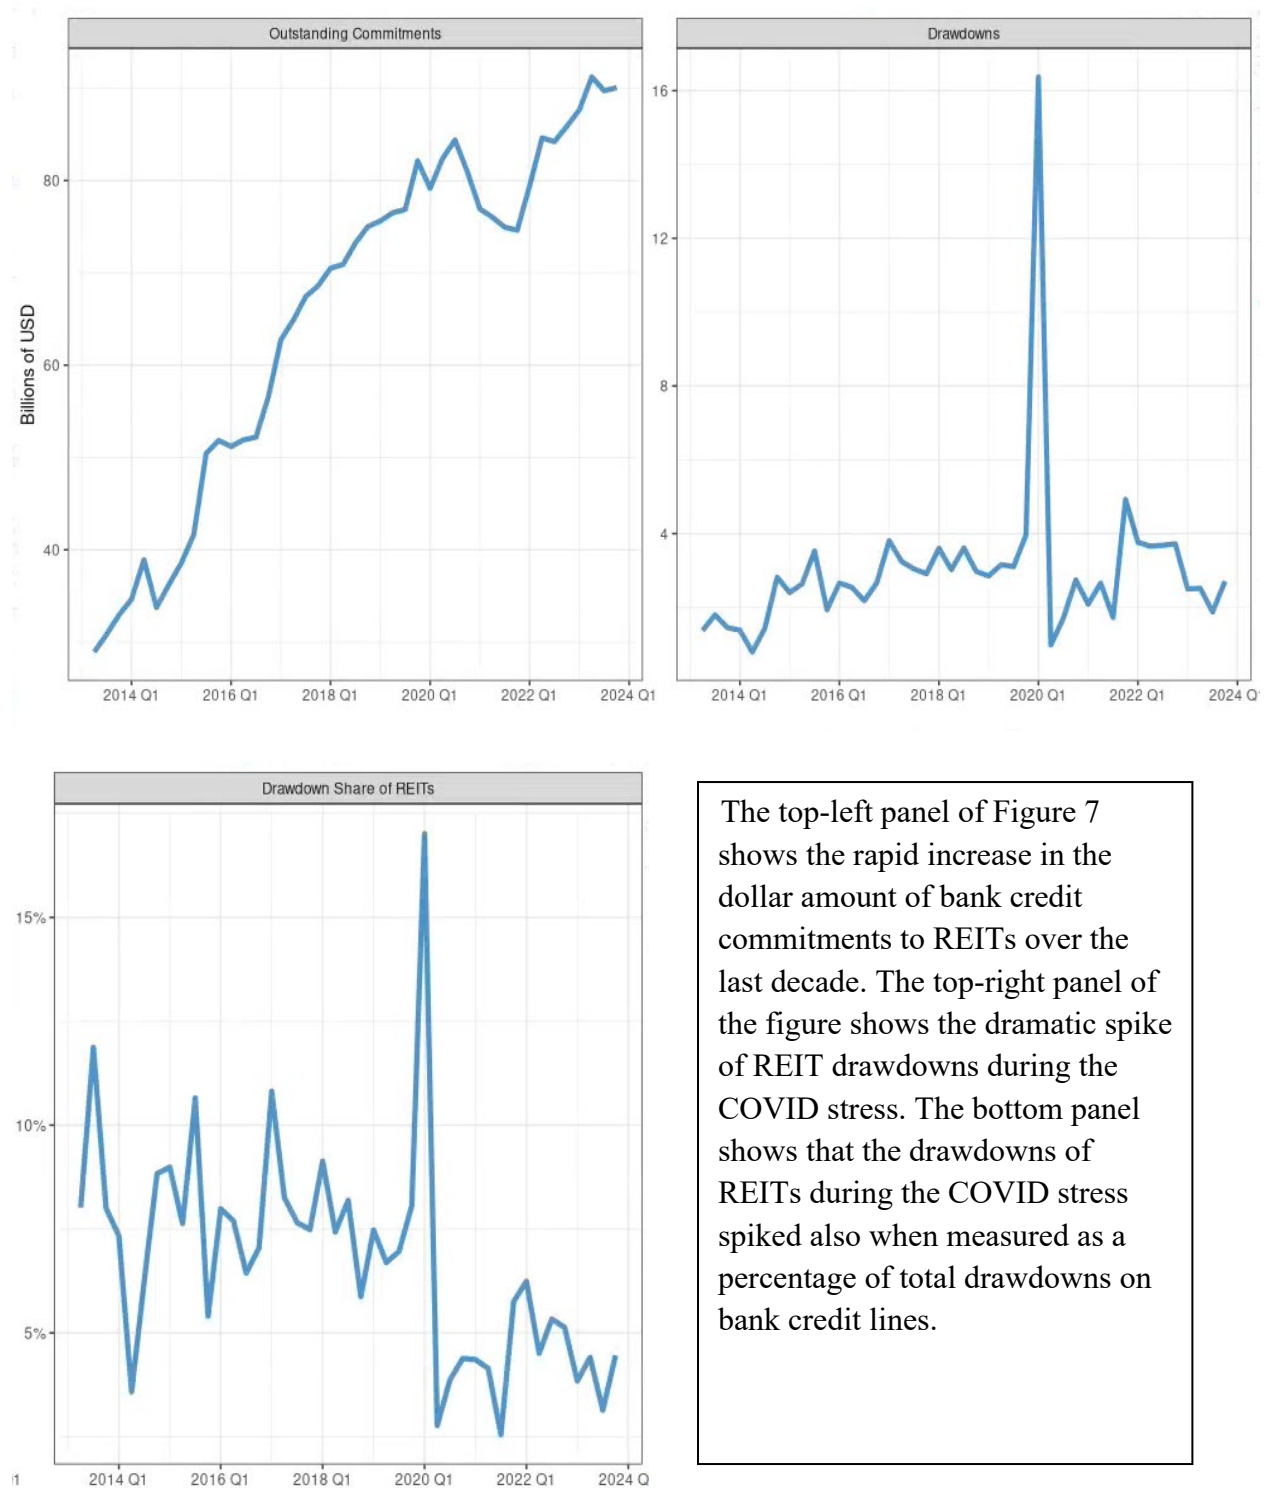 Outstanding Commitments
Drawdowns
Billions of USD
80
60
40
2014 Q1 2016 Q1 2018 Q1 2020 Q1 2022 Q1 2024 Q1
16
12
8
4
2014 Q1 2016 Q1 2018 Q1 2020 Q1 2022 Q1 2024 Q
Drawdown Share of REITs
15%
10%
5%
2014 Q1 2016 Q1 2018 Q1 2020 Q1 2022 Q1 2024 Q
The top-left panel of Figure 7
shows the rapid increase in the
dollar amount of bank credit
commitments to REITs over the
last decade. The top-right panel of
the figure shows the dramatic spike
of REIT drawdowns during the
COVID stress. The bottom panel
shows that the drawdowns of
REITs during the COVID stress
spiked also when measured as a
percentage of total drawdowns on
bank credit lines.